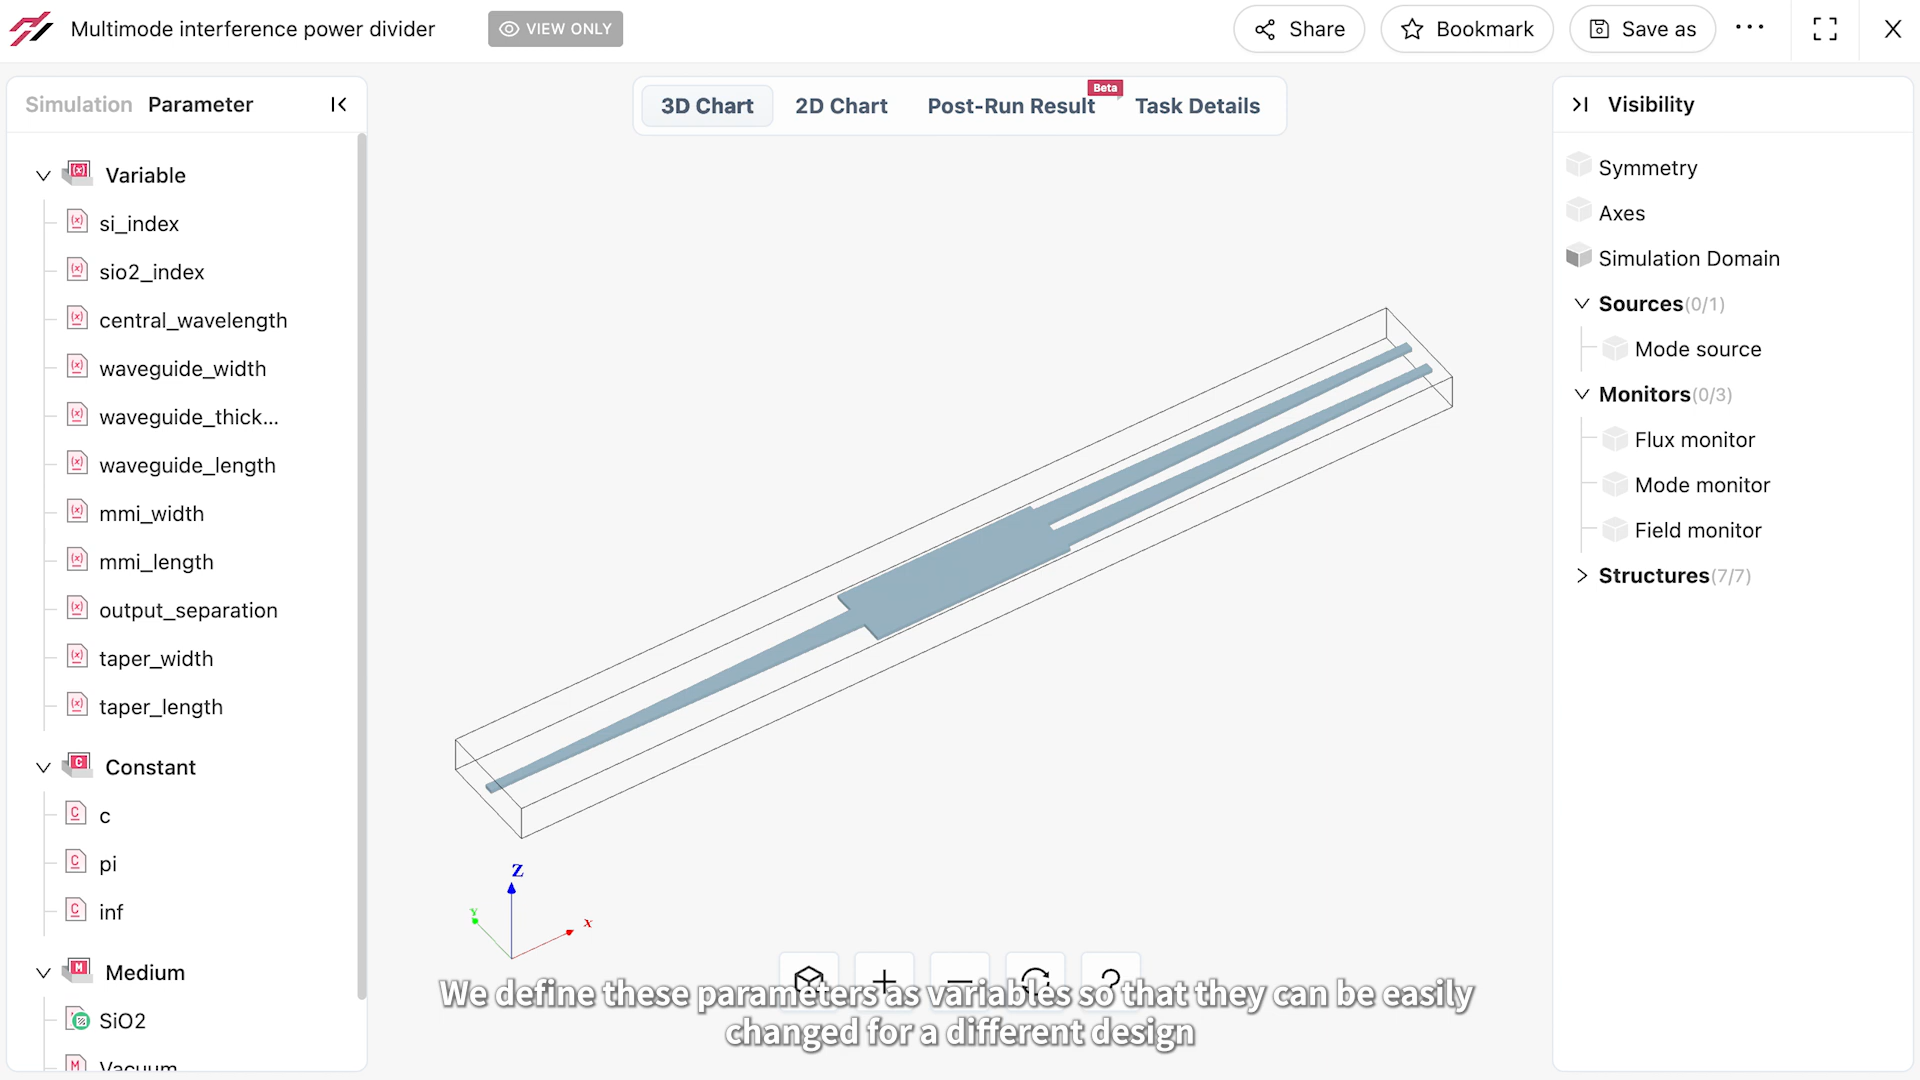 Multimode interference power divider
VIEW ONLY
Share
Bookmark
Save as
Simulation Parameter
3D Chart
2D Chart
Post-Run Result
Beta
Task Details
Visibility
Variable
si_index
sio2_index
central_wavelength
waveguide_width
waveguide_thick...
waveguide_length
mmi_width
mmi_length
output_separation
taper_width
taper_length
Constant
c
pi
inf
Medium
SiO2
Vacuum
Symmetry
Axes
Simulation Domain
Sources(0/1)
Mode source
Monitors(0/3)
Flux monitor
Mode monitor
Field monitor
Structures(7/7)
Z
Y
X
We define these parameters as variables so that they can be easily
changed for a different design